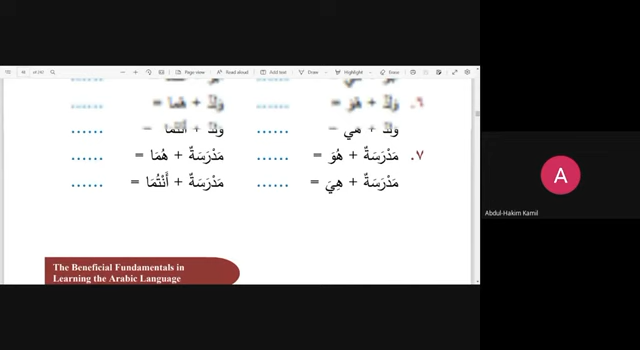 Page view Read aloud Add text Draw Highlight Erase
٦. وَلَدٌ + هُوَ = ...... وَلَدٌ + هُمَا = ......
وَلَدٌ + هِيَ = ...... وَلَدٌ + أَنْتُمَا = ......
٧. مَدْرَسَةٌ + هُوَ = ...... مَدْرَسَةٌ + هُمَا = ......
مَدْرَسَةٌ + هِيَ = ...... مَدْرَسَةٌ + أَنْتُمَا = ......
The Beneficial Fundamentals in
Learning the Arabic Language
A
Abdul-Hakim Kamil